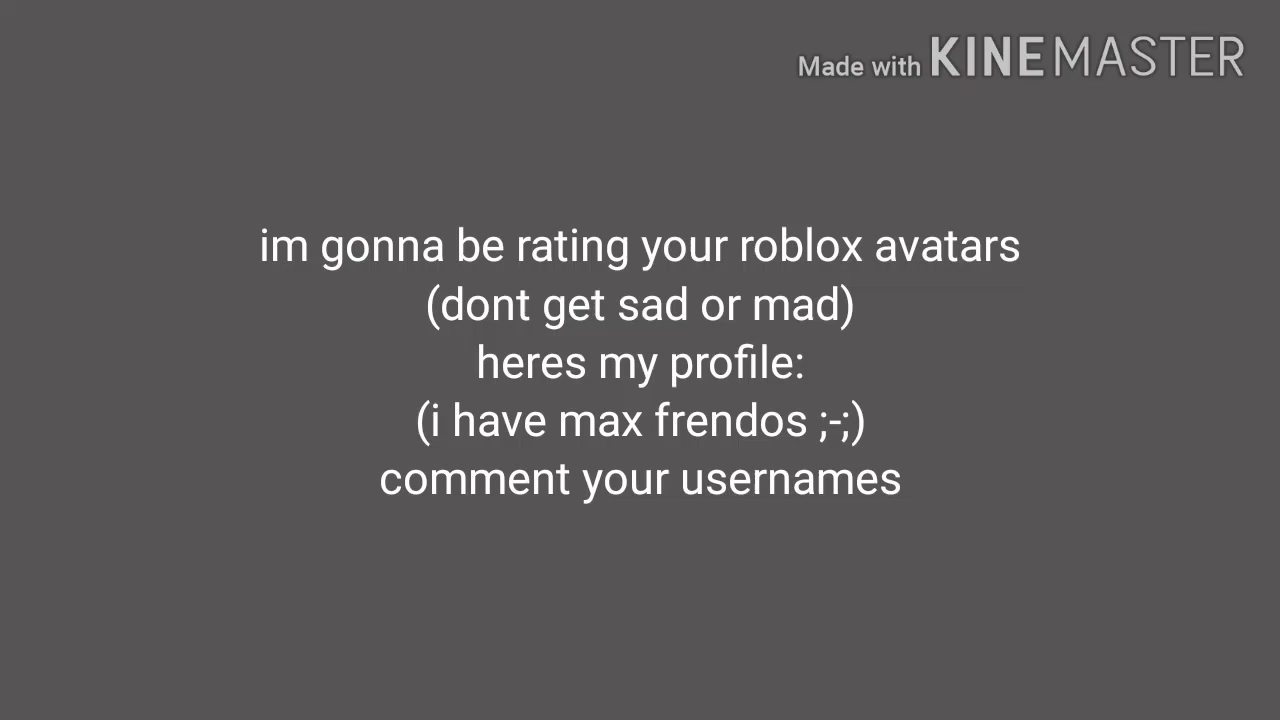 Made with KINEMASTER
im gonna be rating your roblox avatars
(dont get sad or mad)
heres my profile:
(i have max frendos ;-;)
comment your usernames